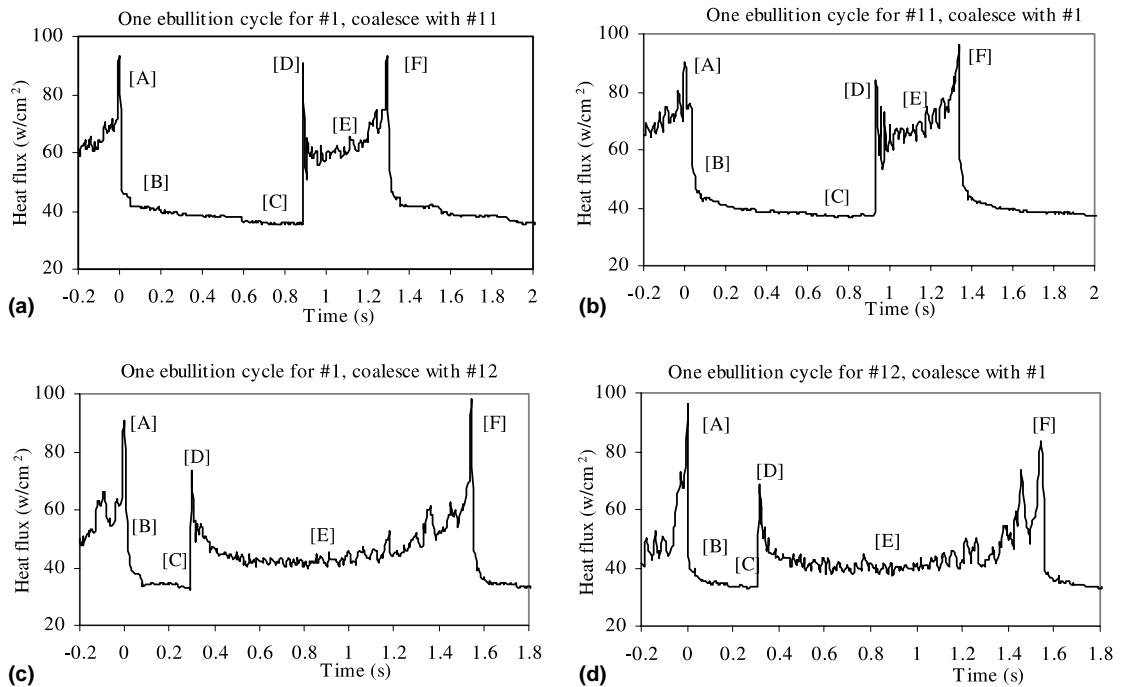 One ebullition cycle for #1, coalesce with #11
100
80
60
40
20
Heat flux (w/cm²)
[A]
[B]
[C]
[D]
[E]
[F]
-0.2 0 0.2 0.4 0.6 0.8 1 1.2 1.4 1.6 1.8 2
Time (s)
(a)
One ebullition cycle for #11, coalesce with #1
100
80
60
40
20
Heat flux (w/cm²)
[A]
[B]
[C]
[D]
[E]
[F]
-0.2 0 0.2 0.4 0.6 0.8 1 1.2 1.4 1.6 1.8 2
Time (s)
(b)
One ebullition cycle for #1, coalesce with #12
100
80
60
40
20
Heat flux (w/cm²)
[A]
[B]
[C]
[D]
[E]
[F]
-0.2 0 0.2 0.4 0.6 0.8 1 1.2 1.4 1.6 1.8
Time (s)
(c)
One ebullition cycle for #12, coalesce with #1
100
80
60
40
20
Heat flux (w/cm²)
[A]
[B]
[C]
[D]
[E]
[F]
-0.2 0 0.2 0.4 0.6 0.8 1 1.2 1.4 1.6 1.8
Time (s)
(d)